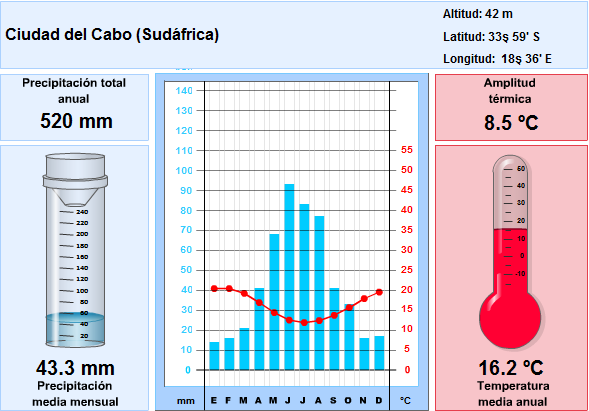 Ciudad del Cabo (Sudáfrica)
Altitud: 42 m
Latitud: 33ş 59' S
Longitud: 18ş 36' E
Precipitación total
anual
520 mm
240
220
200
180
160
140
120
100
80
60
40
20
43.3 mm
Precipitación
media mensual
140
130
120
110
100
90
80
70
60
50
40
30
20
10
0
55
50
45
40
35
30
25
20
15
10
5
0
mm E F M A M J J A S O N D ºC
Amplitud
térmica
8.5 ºC
50
20
10
0
-10
16.2 ºC
Temperatura
media anual